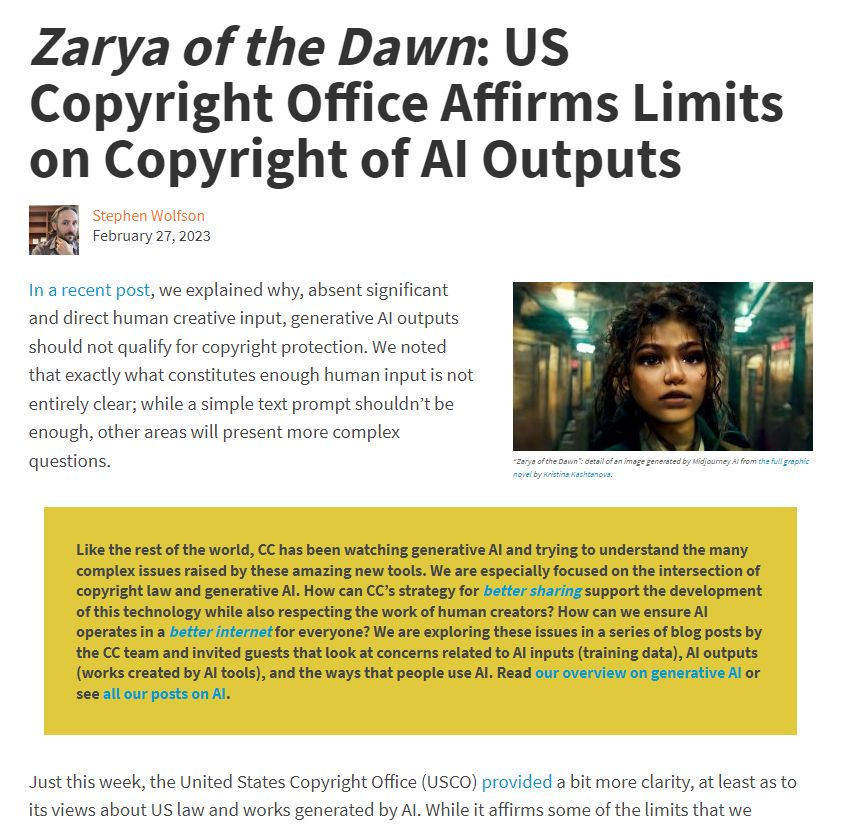 Zarya of the Dawn: US
Copyright Office Affirms Limits
on Copyright of AI Outputs
Stephen Wolfson
February 27, 2023
In a recent post, we explained why, absent significant
and direct human creative input, generative AI outputs
should not qualify for copyright protection. We noted
that exactly what constitutes enough human input is not
entirely clear; while a simple text prompt shouldn’t be
enough, other areas will present more complex
questions.
“Zarya of the Dawn”: detail of an image generated by Midjourney AI from the full graphic
novel by Kristina Kashtanova.
Like the rest of the world, CC has been watching generative AI and trying to understand the many
complex issues raised by these amazing new tools. We are especially focused on the intersection of
copyright law and generative AI. How can CC’s strategy for better sharing support the development
of this technology while also respecting the work of human creators? How can we ensure AI
operates in a better internet for everyone? We are exploring these issues in a series of blog posts by
the CC team and invited guests that look at concerns related to AI inputs (training data), AI outputs
(works created by AI tools), and the ways that people use AI. Read our overview on generative AI or
see all our posts on AI.
Just this week, the United States Copyright Office (USCO) provided a bit more clarity, at least as to
its views about US law and works generated by AI. While it affirms some of the limits that we